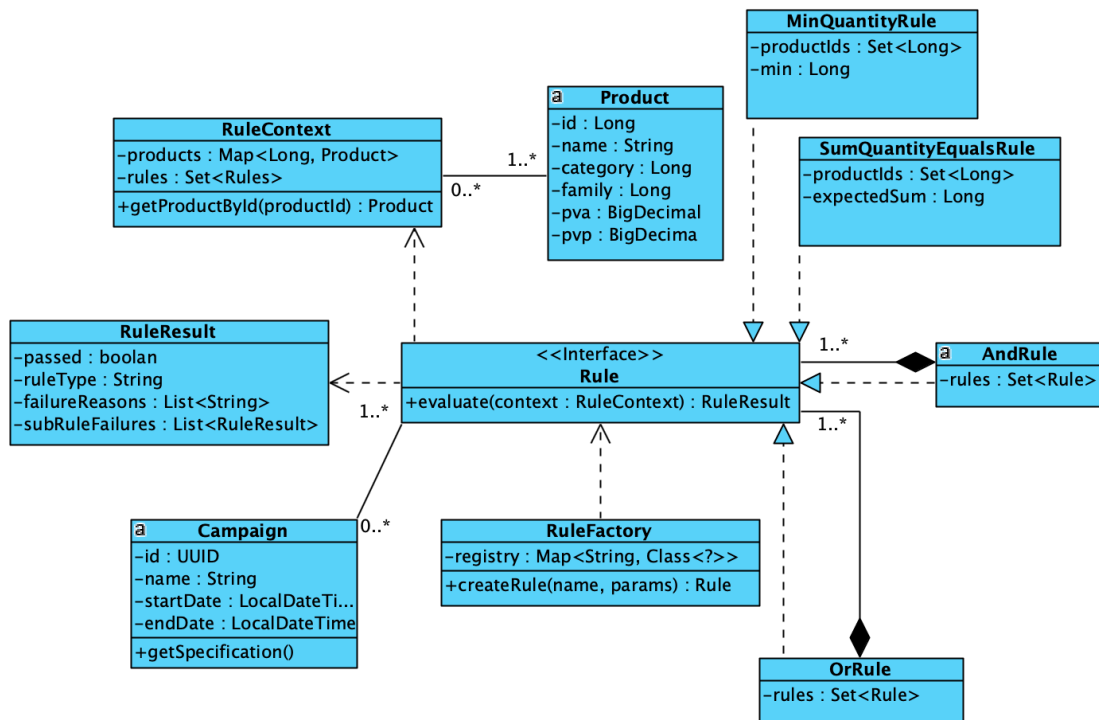 MinQuantityRule
-productIds : Set<Long>
-min : Long
a Product
-id : Long
-name : String
-category : Long
-family : Long
-pva : BigDecimal
-pvp : BigDecima
RuleContext
-products : Map<Long, Product>
-rules : Set<Rules>
+getProductById(productId) : Product
1..*
0..*
SumQuantityEqualsRule
-productIds : Set<Long>
-expectedSum : Long
RuleResult
-passed : boolan
-ruleType : String
-failureReasons : List<String>
-subRuleFailures : List<RuleResult>
<<Interface>>
Rule
+evaluate(context : RuleContext) : RuleResult
1..*
a AndRule
-rules : Set<Rule>
1..*
1..*
a Campaign
-id : UUID
-name : String
-startDate : LocalDateTi...
-endDate : LocalDateTime
+getSpecification()
0..*
RuleFactory
-registry : Map<String, Class<?>>
+createRule(name, params) : Rule
OrRule
-rules : Set<Rule>